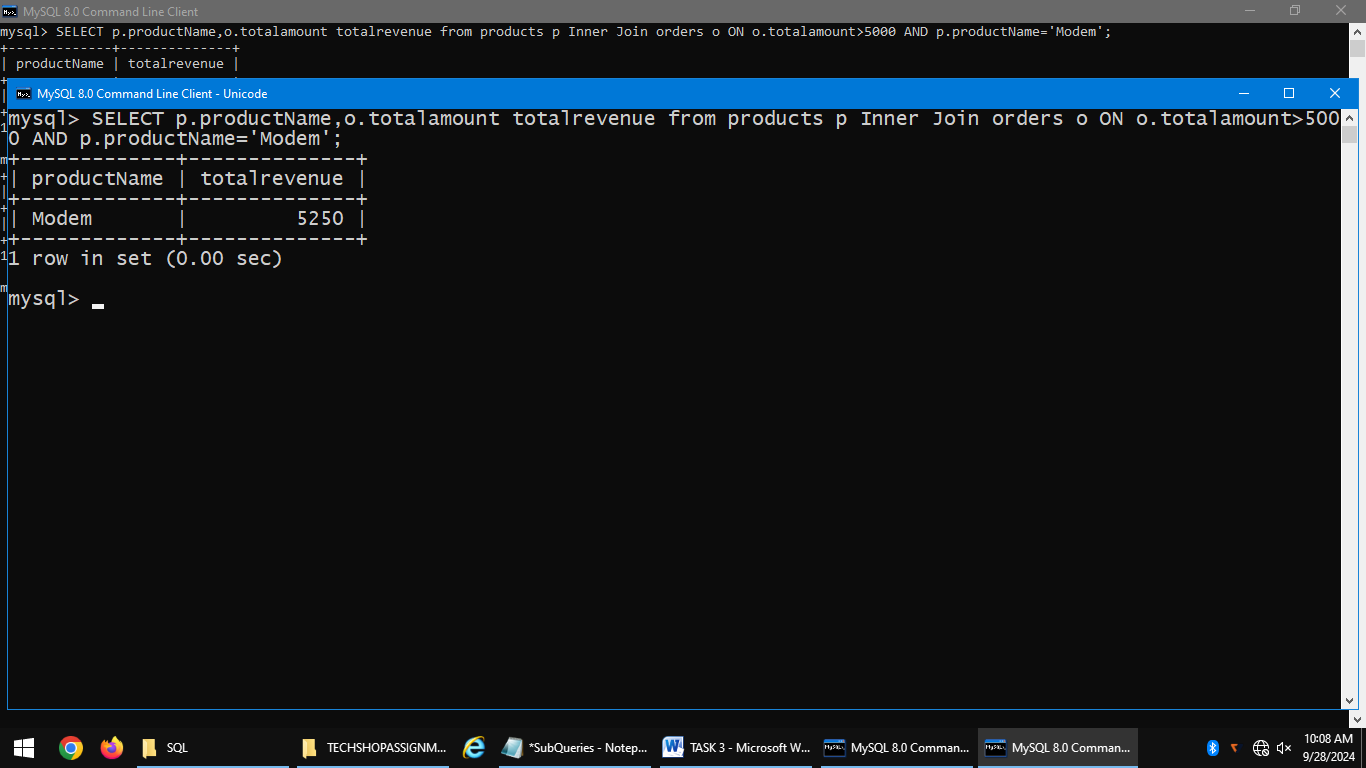 MySQL 8.0 Command Line Client
mysql> SELECT p.productName,o.totalamount totalrevenue from products p Inner Join orders o ON o.totalamount>5000 AND p.productName='Modem';
+-------------+--------------+
| productName | totalrevenue |
MySQL 8.0 Command Line Client - Unicode
mysql> SELECT p.productName,o.totalamount totalrevenue from products p Inner Join orders o ON o.totalamount>500
0 AND p.productName='Modem';
+-------------+--------------+
| productName | totalrevenue |
+-------------+--------------+
| Modem       |         5250 |
+-------------+--------------+
1 row in set (0.00 sec)
mysql>
SQL
TECHSHOPASSIGNM...
*SubQueries - Notep...
TASK 3 - Microsoft W...
MySQL 8.0 Comman...
MySQL 8.0 Comman...
10:08 AM
9/28/2024